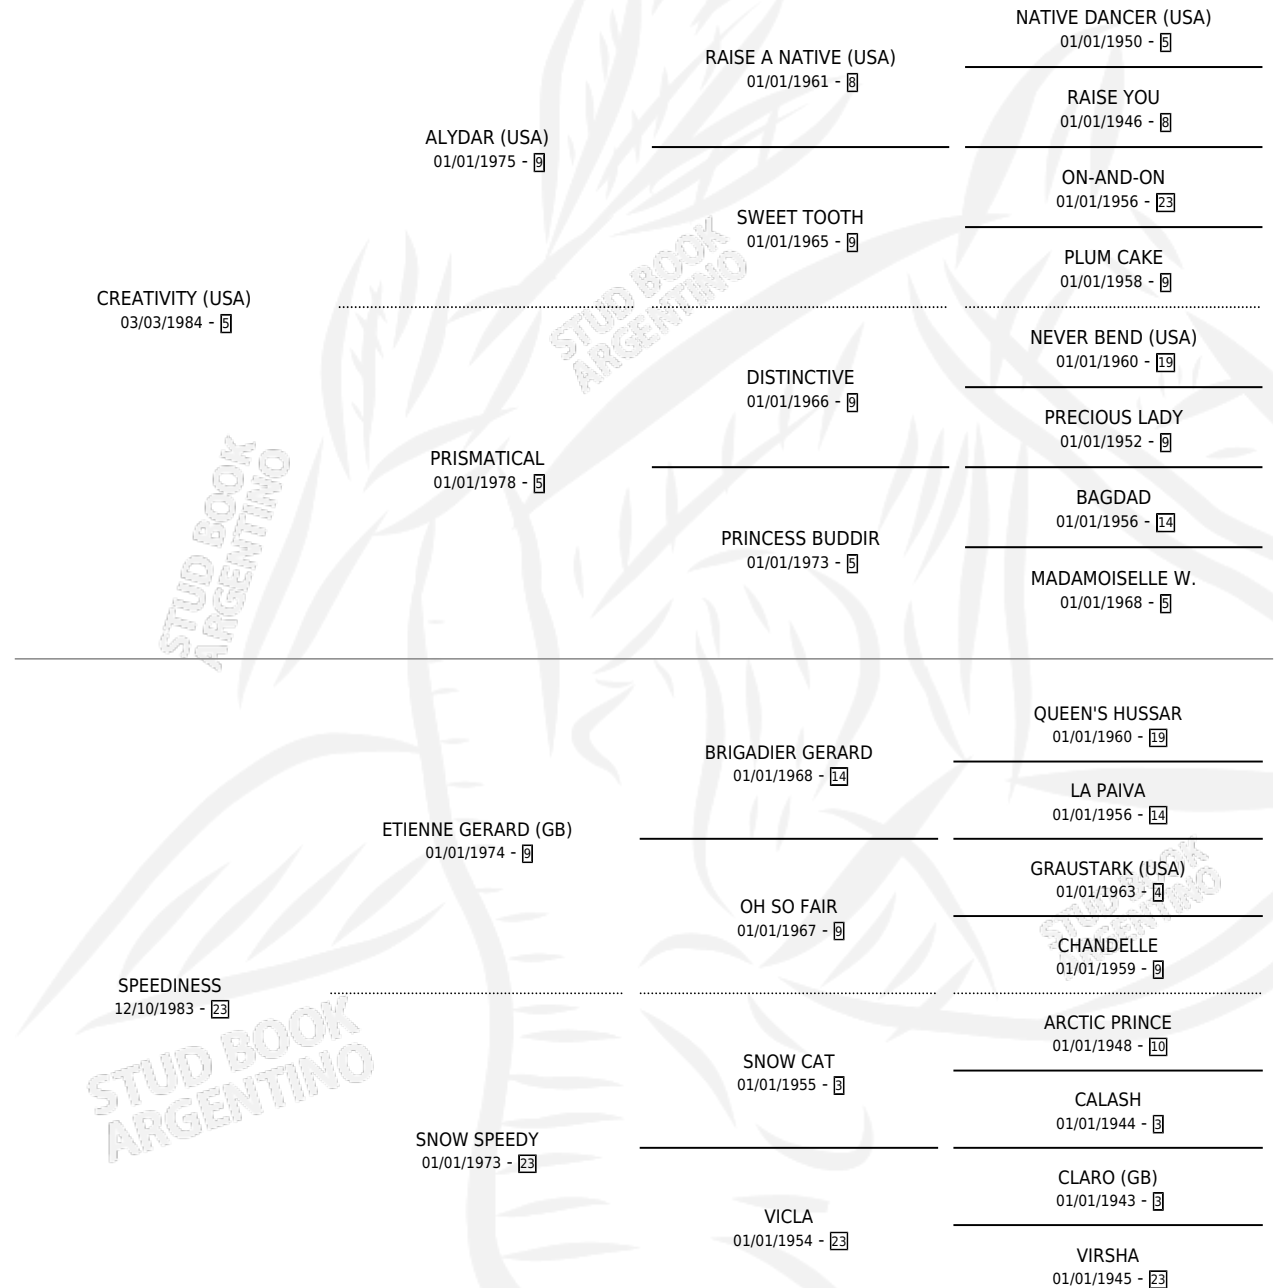 NATIVE DANCER (USA)
01/01/1950 - 5
RAISE A NATIVE (USA)
01/01/1961 - 8
RAISE YOU
01/01/1946 - 8
ALYDAR (USA)
01/01/1975 - 9
ON-AND-ON
01/01/1956 - 23
SWEET TOOTH
01/01/1965 - 9
PLUM CAKE
01/01/1958 - 9
CREATIVITY (USA)
03/03/1984 - 5
NEVER BEND (USA)
01/01/1960 - 19
DISTINCTIVE
01/01/1966 - 9
PRECIOUS LADY
01/01/1952 - 9
PRISMATICAL
01/01/1978 - 5
BAGDAD
01/01/1956 - 14
PRINCESS BUDDIR
01/01/1973 - 5
MADAMOISELLE W.
01/01/1968 - 5
STUD BOOK
ARGENTINO
STUD BOOK
ARGENTINO
QUEEN'S HUSSAR
01/01/1960 - 19
BRIGADIER GERARD
01/01/1968 - 14
LA PAIVA
01/01/1956 - 14
ETIENNE GERARD (GB)
01/01/1974 - 9
GRAUSTARK (USA)
01/01/1963 - 4
OH SO FAIR
01/01/1967 - 9
CHANDELLE
01/01/1959 - 9
STUD BOOK
ARGENTINO
SPEEDINESS
12/10/1983 - 23
ARCTIC PRINCE
01/01/1948 - 10
SNOW CAT
01/01/1955 - 3
CALASH
01/01/1944 - 3
STUD BOOK
ARGENTINO
SNOW SPEEDY
01/01/1973 - 23
CLARO (GB)
01/01/1943 - 3
VICLA
01/01/1954 - 23
VIRSHA
01/01/1945 - 23